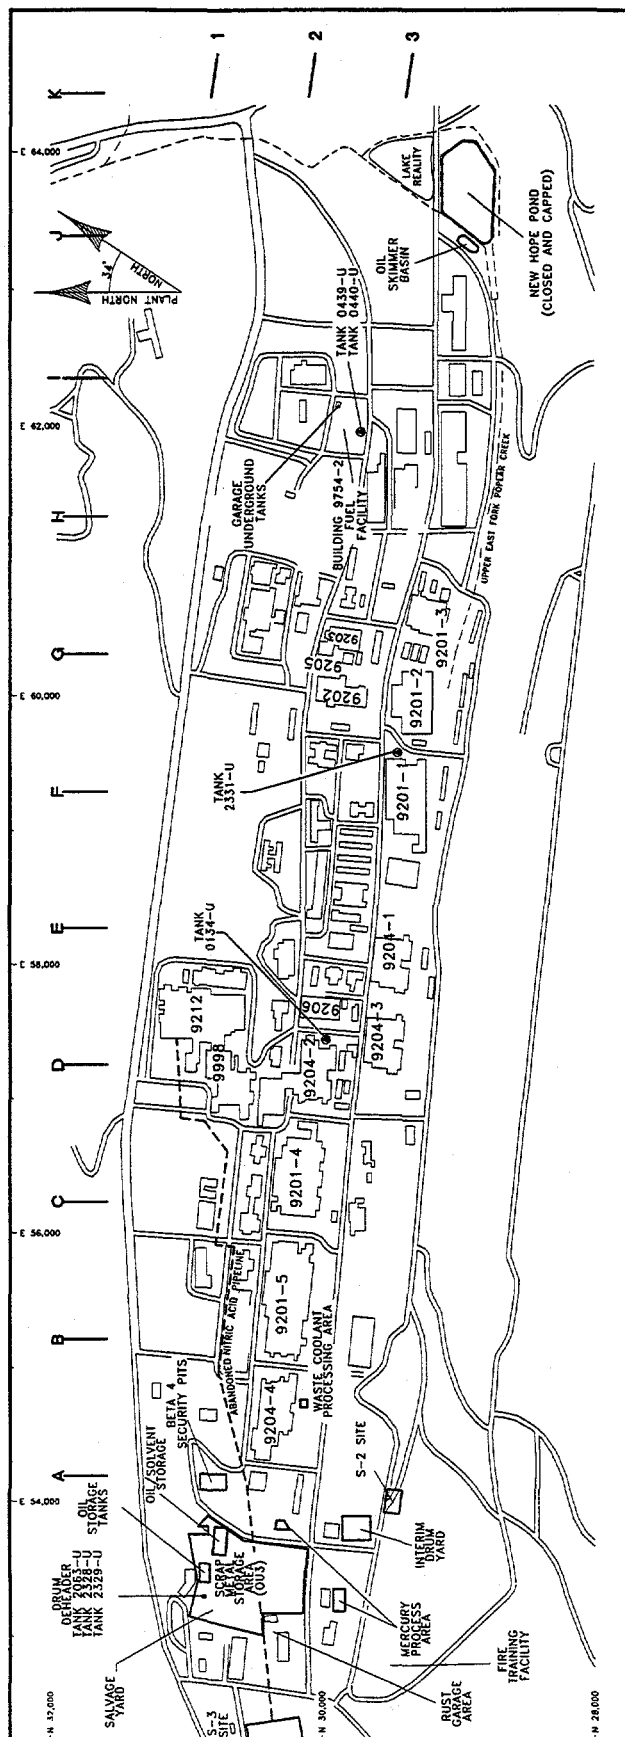 1
2
3
K
E 64,000
LAKE
REALITY
J
34°
PLANT NORTH
NORTH
OIL
SKIMMER
BASIN
NEW HOPE POND
(CLOSED AND CAPPED)
TANK 0439-U
TANK 0440-U
I
E 62,000
GARAGE
UNDERGROUND
TANKS
BUILDING 9754-2
FUEL
FACILITY
H
UPPER EAST FORK POPLAR CREEK
G
E 60,000
9203
9205
9202
9201-3
9201-2
TANK
2331-U
F
9201-1
E
TANK
0134-U
E 58,000
9204-1
9212
9206
9998
D
9204-2
9204-3
C
9201-4
E 56,000
B
ABANDONED NITRIC ACID PIPELINE
9201-5
WASTE COOLANT
PROCESSING AREA
BETA 4
SECURITY PITS
9204-4
A
E 54,000
OIL/SOLVENT
STORAGE
S-2 SITE
OIL
STORAGE
TANKS
DRUM
DEHEADER
TANK 2063-U
TANK 2328-U
TANK 2329-U
SCRAP
METAL
STORAGE
AREA
(OU3)
INTERIM
DRUM
YARD
MERCURY
PROCESS
AREA
SALVAGE
YARD
RUST
GARAGE
AREA
FIRE
TRAINING
FACILITY
S-3
SITE
N 32,000
N 30,000
N 28,000